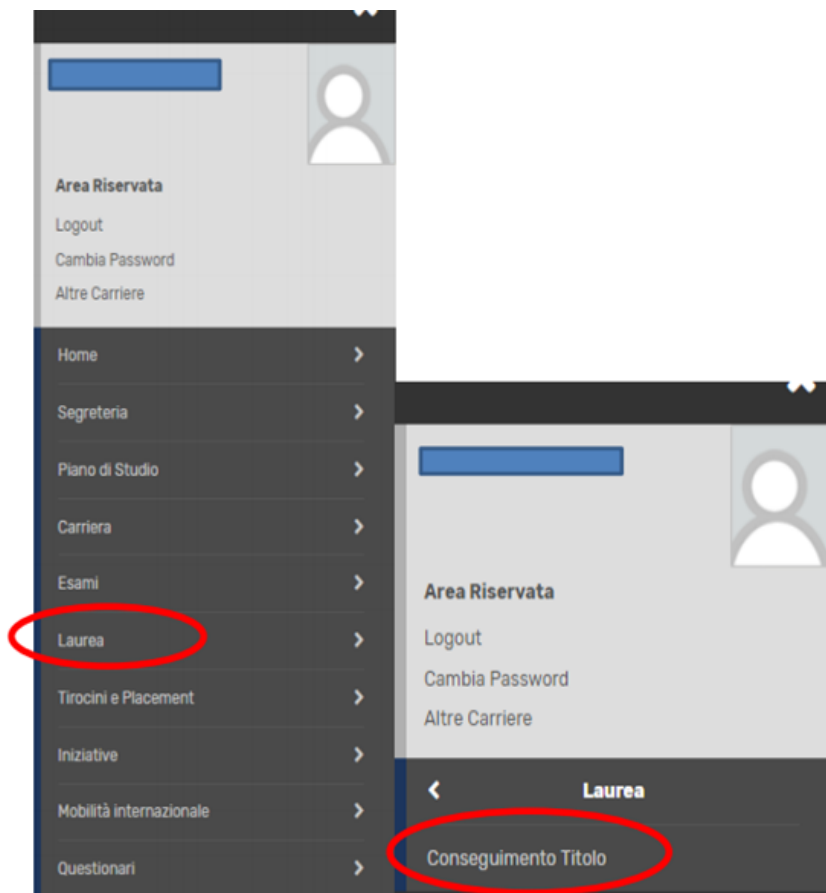 Area Riservata
Logout
Cambia Password
Altre Carriere
Home
Segreteria
Piano di Studio
Carriera
Esami
Laurea
Tirocini e Placement
Iniziative
Mobilità internazionale
Questionari
Area Riservata
Logout
Cambia Password
Altre Carriere
Laurea
Conseguimento Titolo